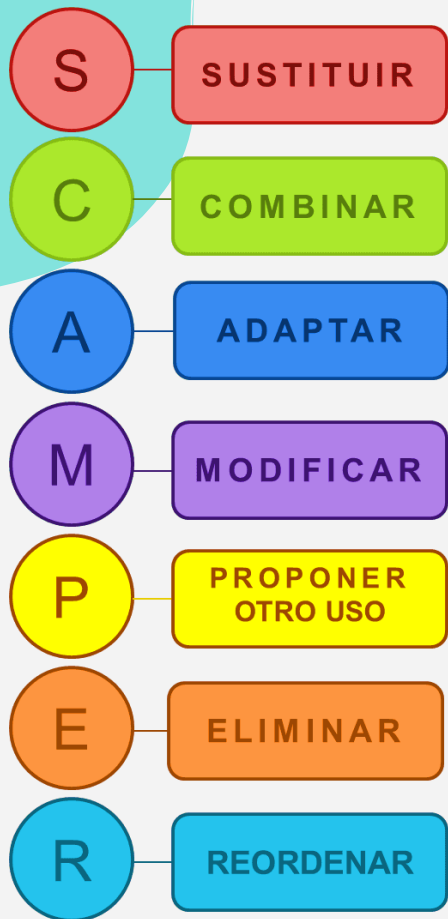 S
SUSTITUIR
C
COMBINAR
A
ADAPTAR
M
MODIFICAR
P
PROPONER
OTRO USO
E
ELIMINAR
R
REORDENAR